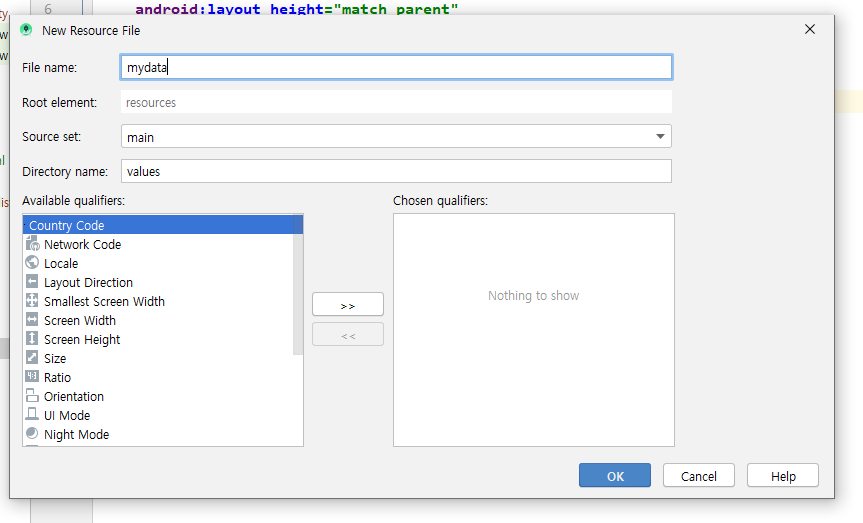 6 android:layout_height="match_parent"
New Resource File
File name: mydata
Root element: resources
Source set: main
Directory name: values
Available qualifiers:
Chosen qualifiers:
Country Code
Network Code
Locale
Layout Direction
Smallest Screen Width
Screen Width
Screen Height
Size
Ratio
Orientation
UI Mode
Night Mode
>>
<<
Nothing to show
OK
Cancel
Help